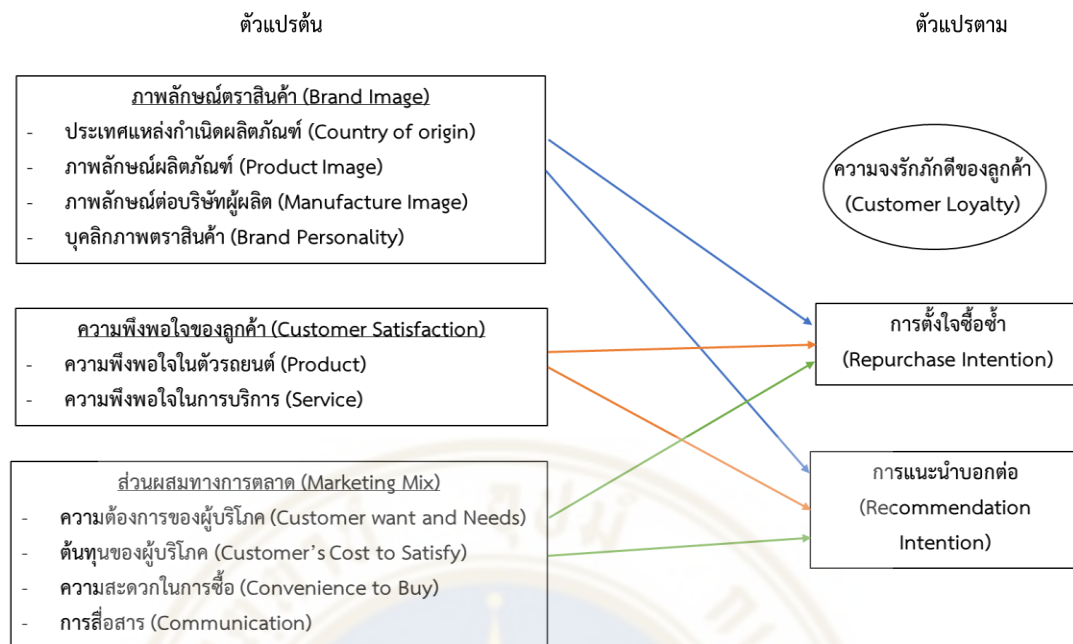 ตัวแปรต้น
ตัวแปรตาม
ภาพลักษณ์ตราสินค้า (Brand Image)
- ประเทศแหล่งกำเนิดผลิตภัณฑ์ (Country of origin)
- ภาพลักษณ์ผลิตภัณฑ์ (Product Image)
- ภาพลักษณ์ต่อบริษัทผู้ผลิต (Manufacture Image)
- บุคลิกภาพตราสินค้า (Brand Personality)
ความจงรักภักดีของลูกค้า
(Customer Loyalty)
ความพึงพอใจของลูกค้า (Customer Satisfaction)
- ความพึงพอใจในตัวรถยนต์ (Product)
- ความพึงพอใจในการบริการ (Service)
การตั้งใจซื้อซ้ำ
(Repurchase Intention)
ส่วนผสมทางการตลาด (Marketing Mix)
- ความต้องการของผู้บริโภค (Customer want and Needs)
- ต้นทุนของผู้บริโภค (Customer's Cost to Satisfy)
- ความสะดวกในการซื้อ (Convenience to Buy)
- การสื่อสาร (Communication)
การแนะนำบอกต่อ
(Recommendation
Intention)